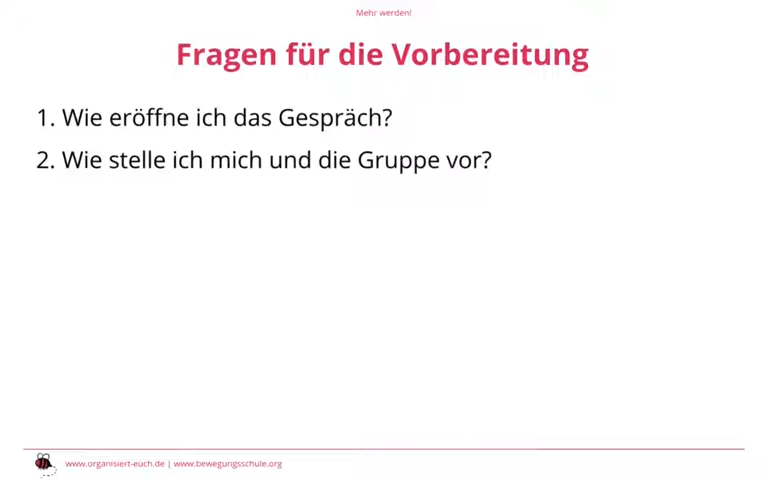 Mehr werden!
Fragen für die Vorbereitung
1. Wie eröffne ich das Gespräch?
2. Wie stelle ich mich und die Gruppe vor?
www.organisiert-euch.de | www.bewegungsschule.org